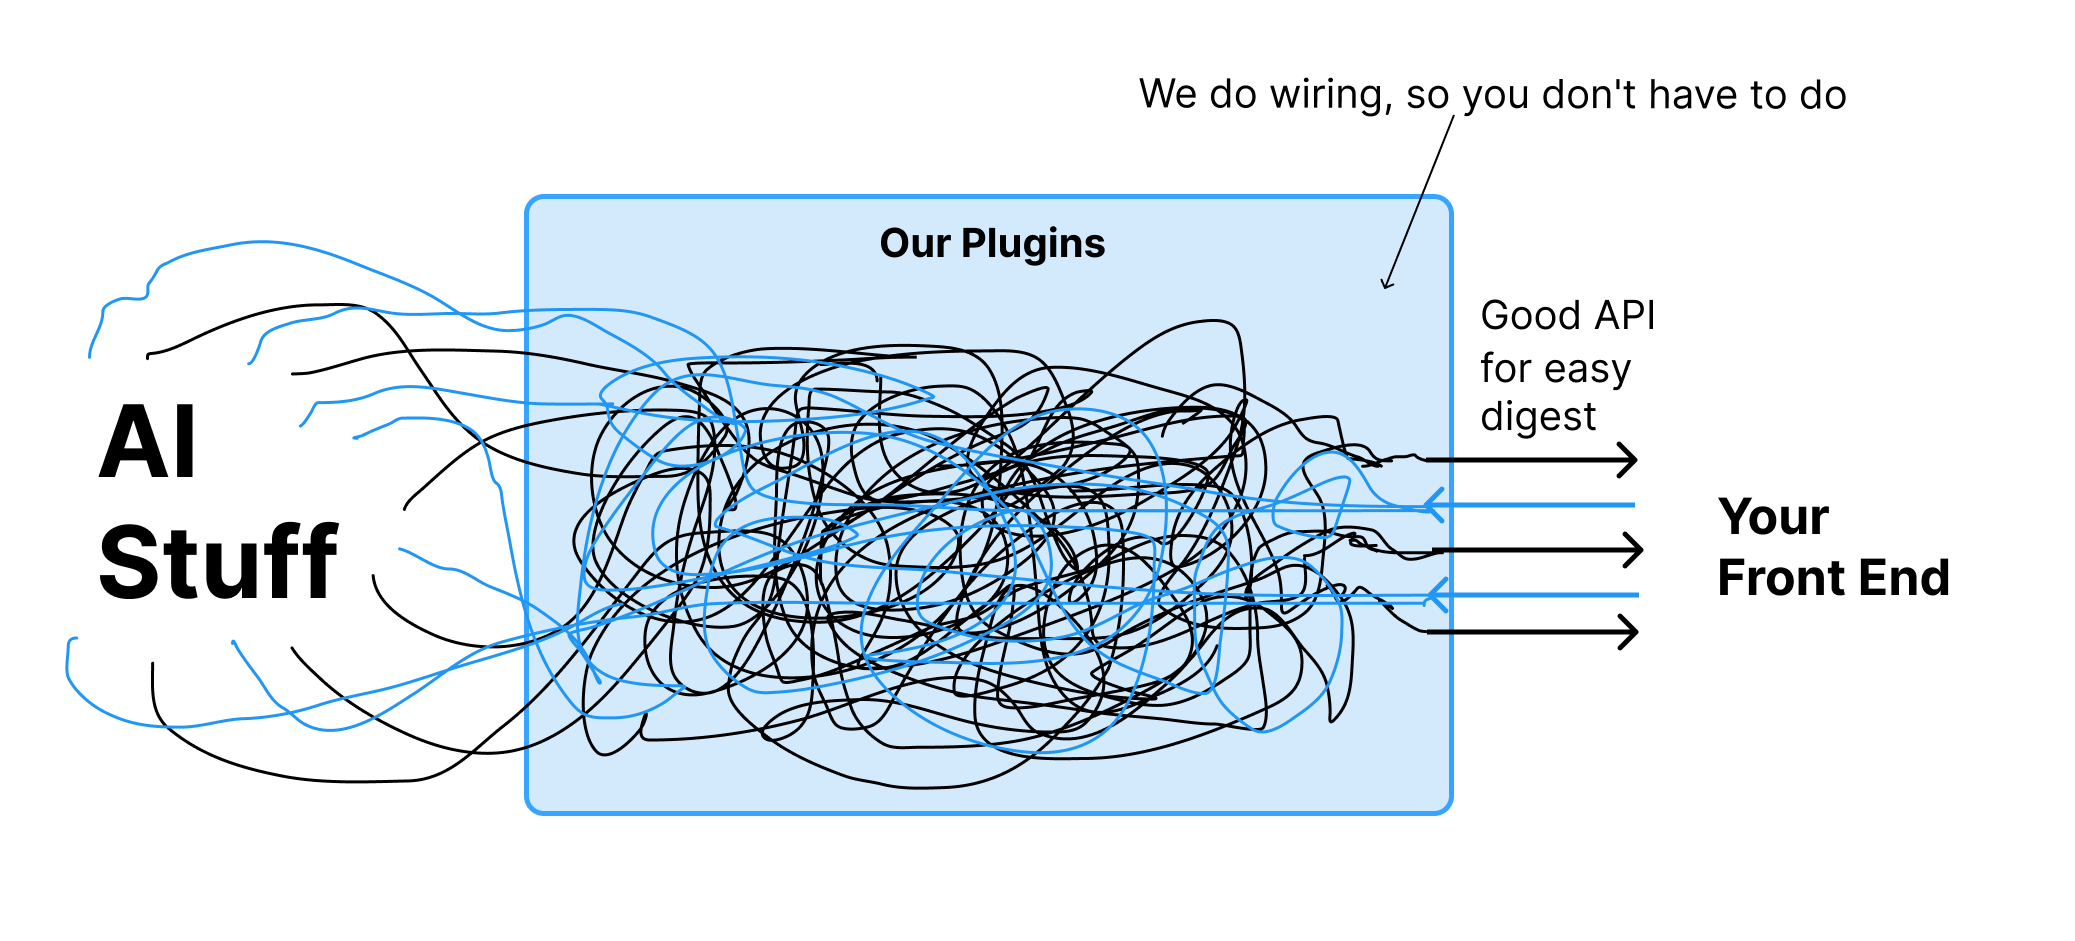 We do wiring, so you don't have to do
Our Plugins
Good API
for easy
digest
AI
Stuff
Your
Front End